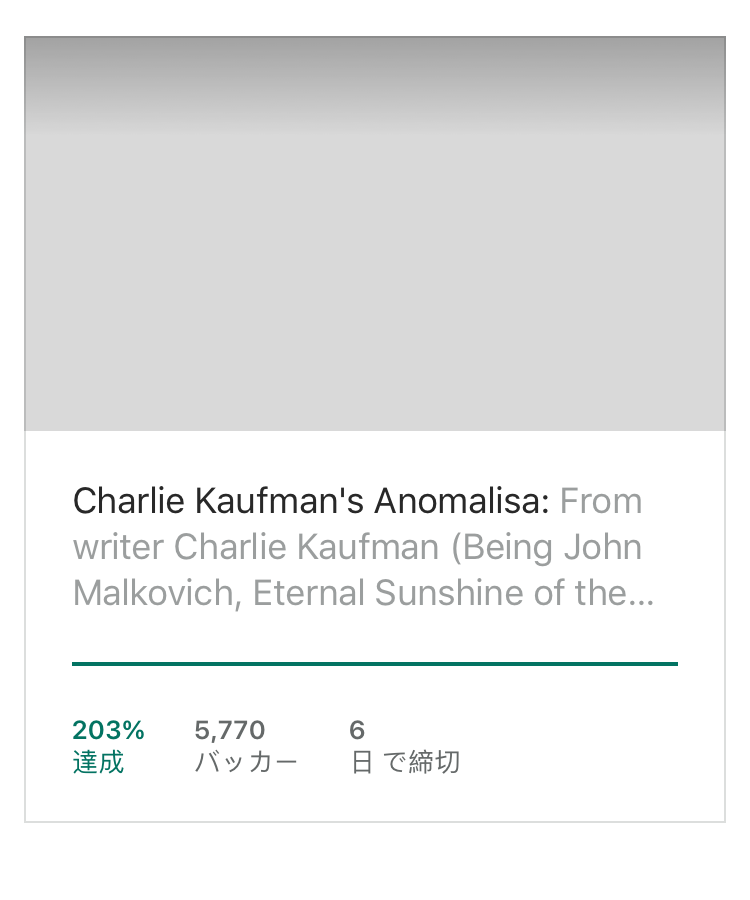 Charlie Kaufman's Anomalisa: From
writer Charlie Kaufman (Being John
Malkovich, Eternal Sunshine of the…
203% 5,770 6
達成 バッカー 日 で締切